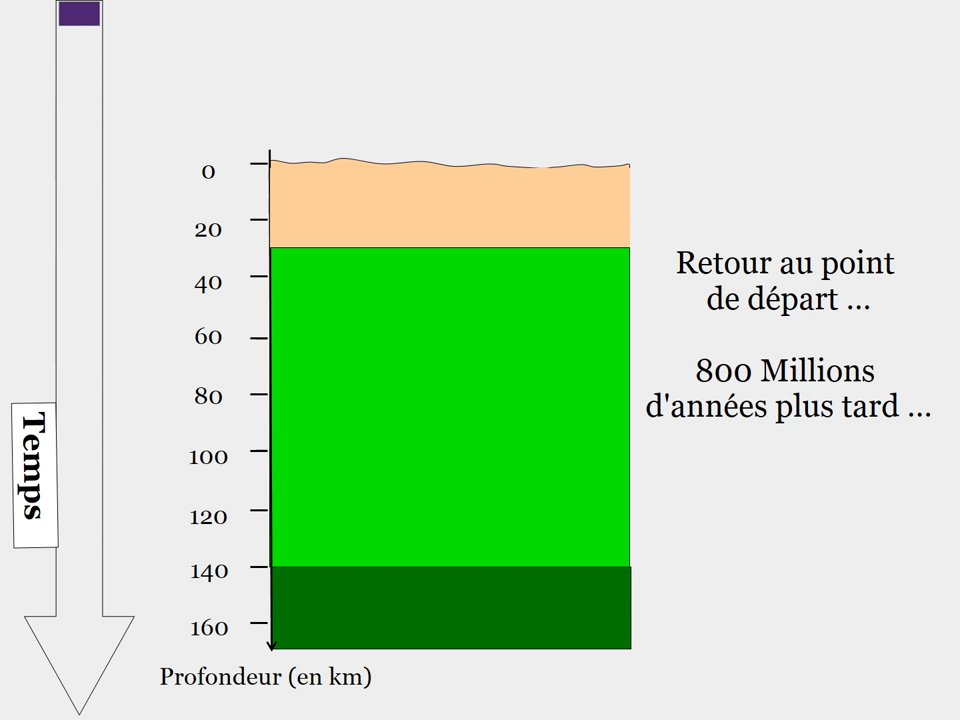 0
20
40
60
80
100
120
140
160
Profondeur (en km)
Temps
Retour au point
de départ ...
800 Millions
d'années plus tard ...